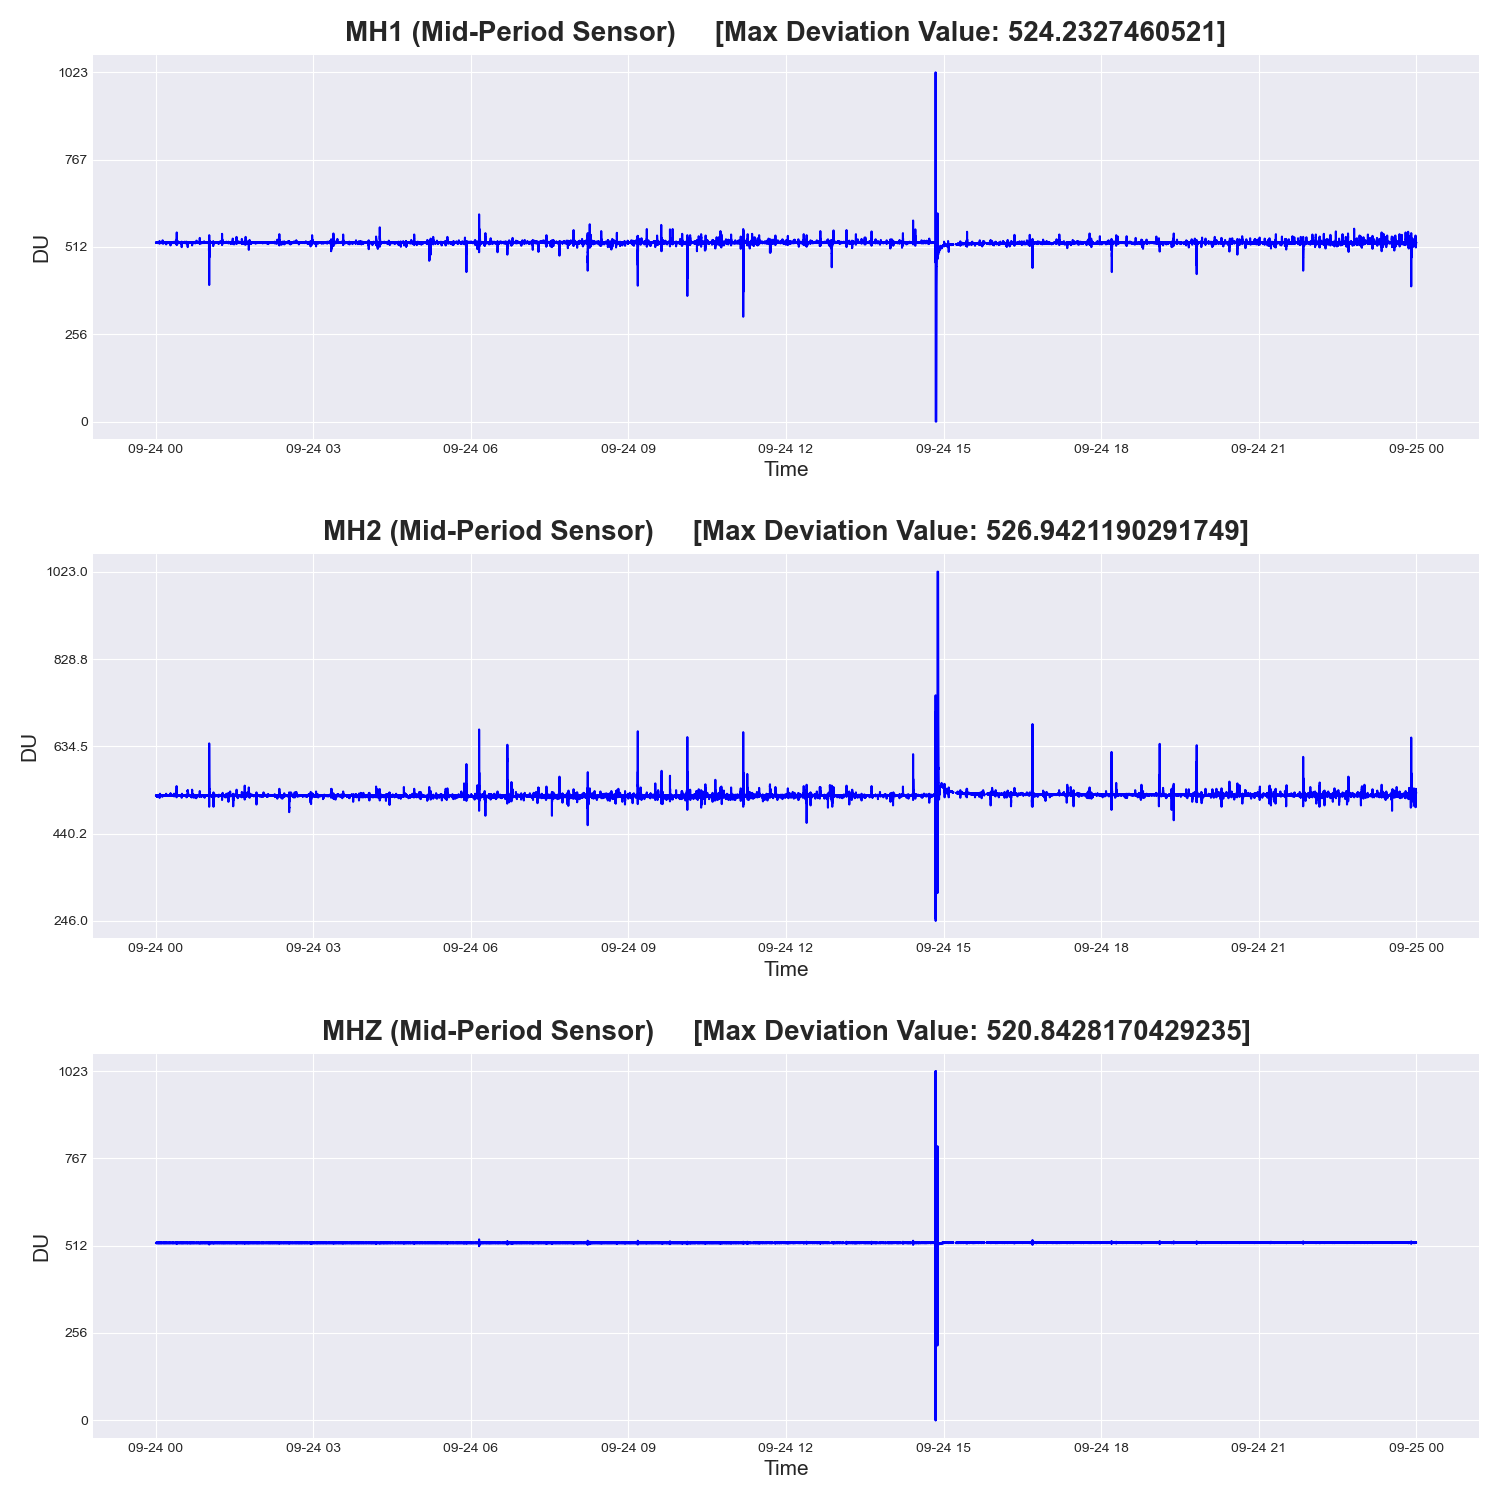 MH1 (Mid-Period Sensor) [Max Deviation Value: 524.2327460521]
1023
767
512
256
0
DU
09-24 00 09-24 03 09-24 06 09-24 09 09-24 12 09-24 15 09-24 18 09-24 21 09-25 00
Time
MH2 (Mid-Period Sensor) [Max Deviation Value: 526.9421190291749]
1023.0
828.8
634.5
440.2
246.0
DU
09-24 00 09-24 03 09-24 06 09-24 09 09-24 12 09-24 15 09-24 18 09-24 21 09-25 00
Time
MHZ (Mid-Period Sensor) [Max Deviation Value: 520.8428170429235]
1023
767
512
256
0
DU
09-24 00 09-24 03 09-24 06 09-24 09 09-24 12 09-24 15 09-24 18 09-24 21 09-25 00
Time